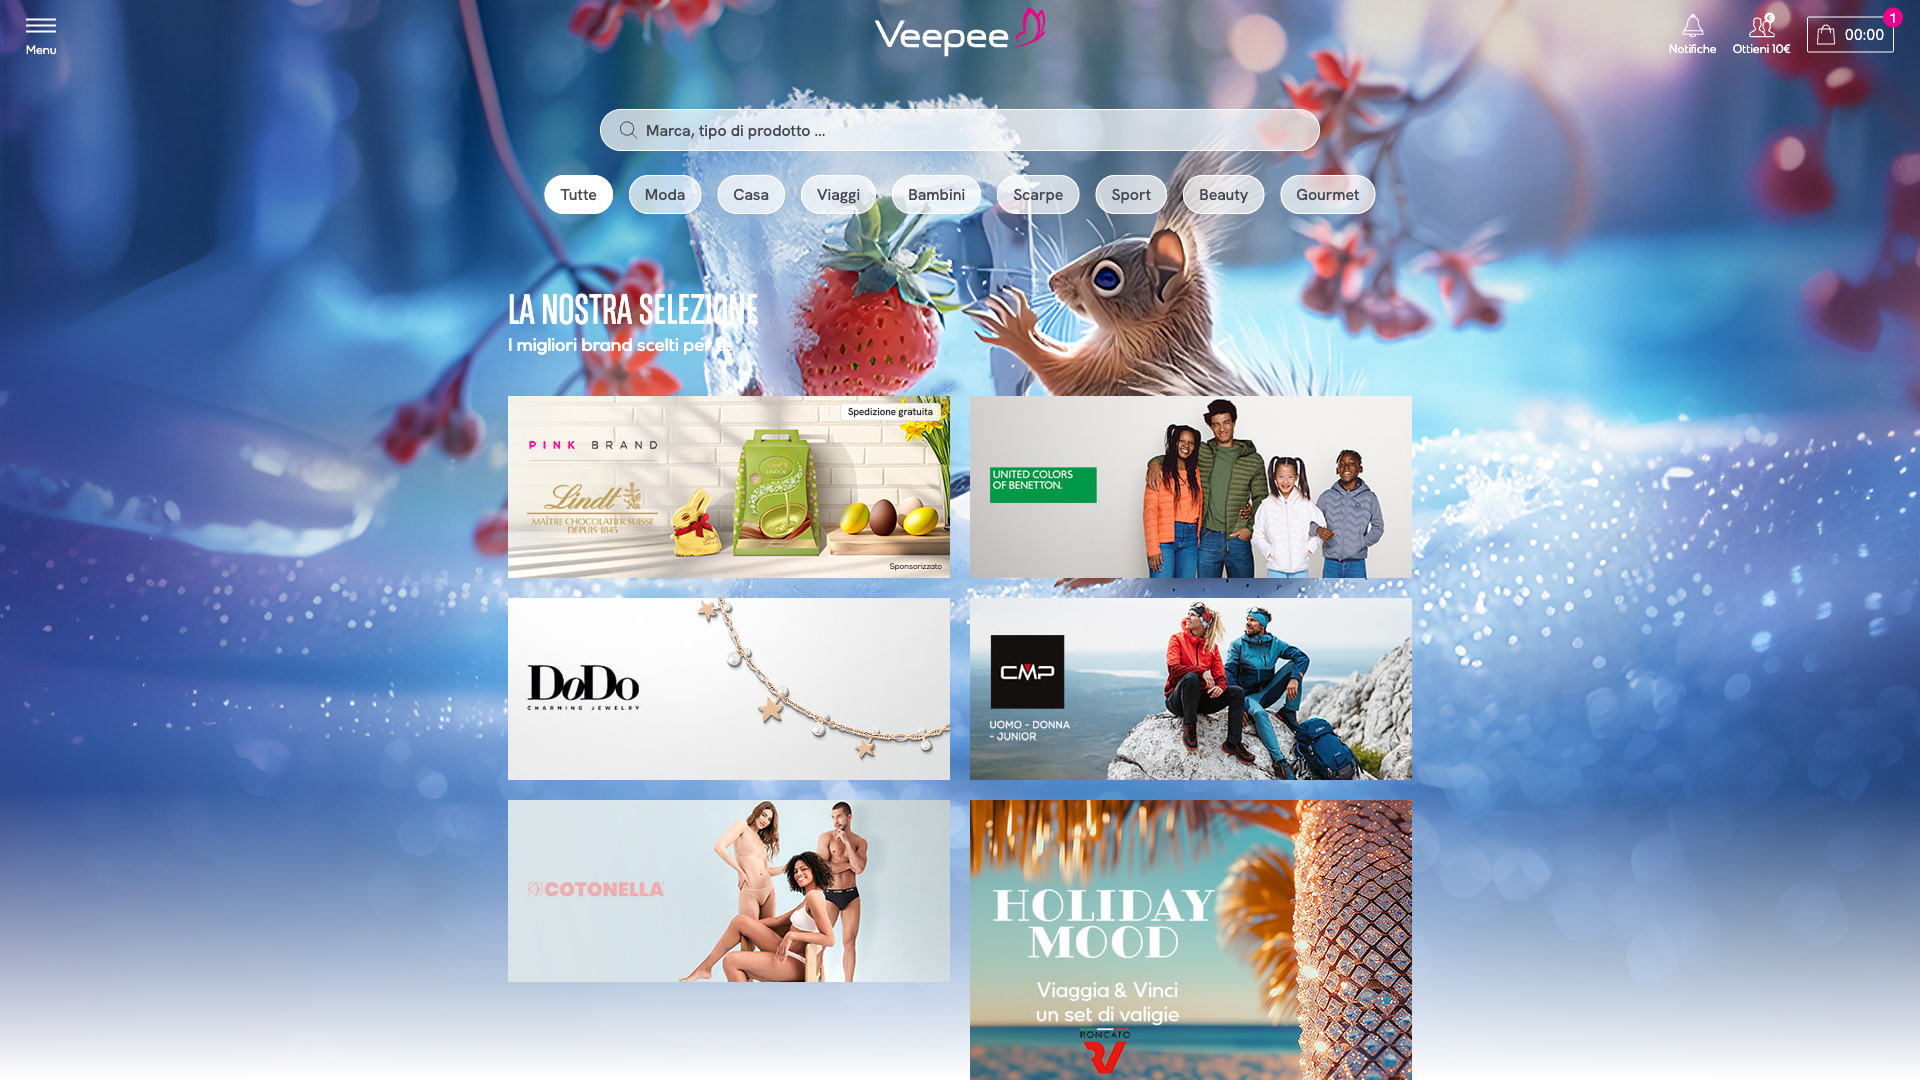 Menu
Veepee
Notifiche
Ottieni 10€
1
00:00
Marca, tipo di prodotto ...
Tutte
Moda
Casa
Viaggi
Bambini
Scarpe
Sport
Beauty
Gourmet
LA NOSTRA SELEZIONE
I migliori brand scelti per te
Spedizione gratuita
PINK BRAND
Lindt
MAÎTRE CHOCOLATIER SUISSE
DEPUIS 1845
LINDOR
Sponsorizzato
UNITED COLORS
OF BENETTON.
DoDo
CHARMING JEWELRY
CMP
UOMO - DONNA
- JUNIOR
COTONELLA
HOLIDAY
MOOD
Viaggia & Vinci
un set di valigie
RONCATO